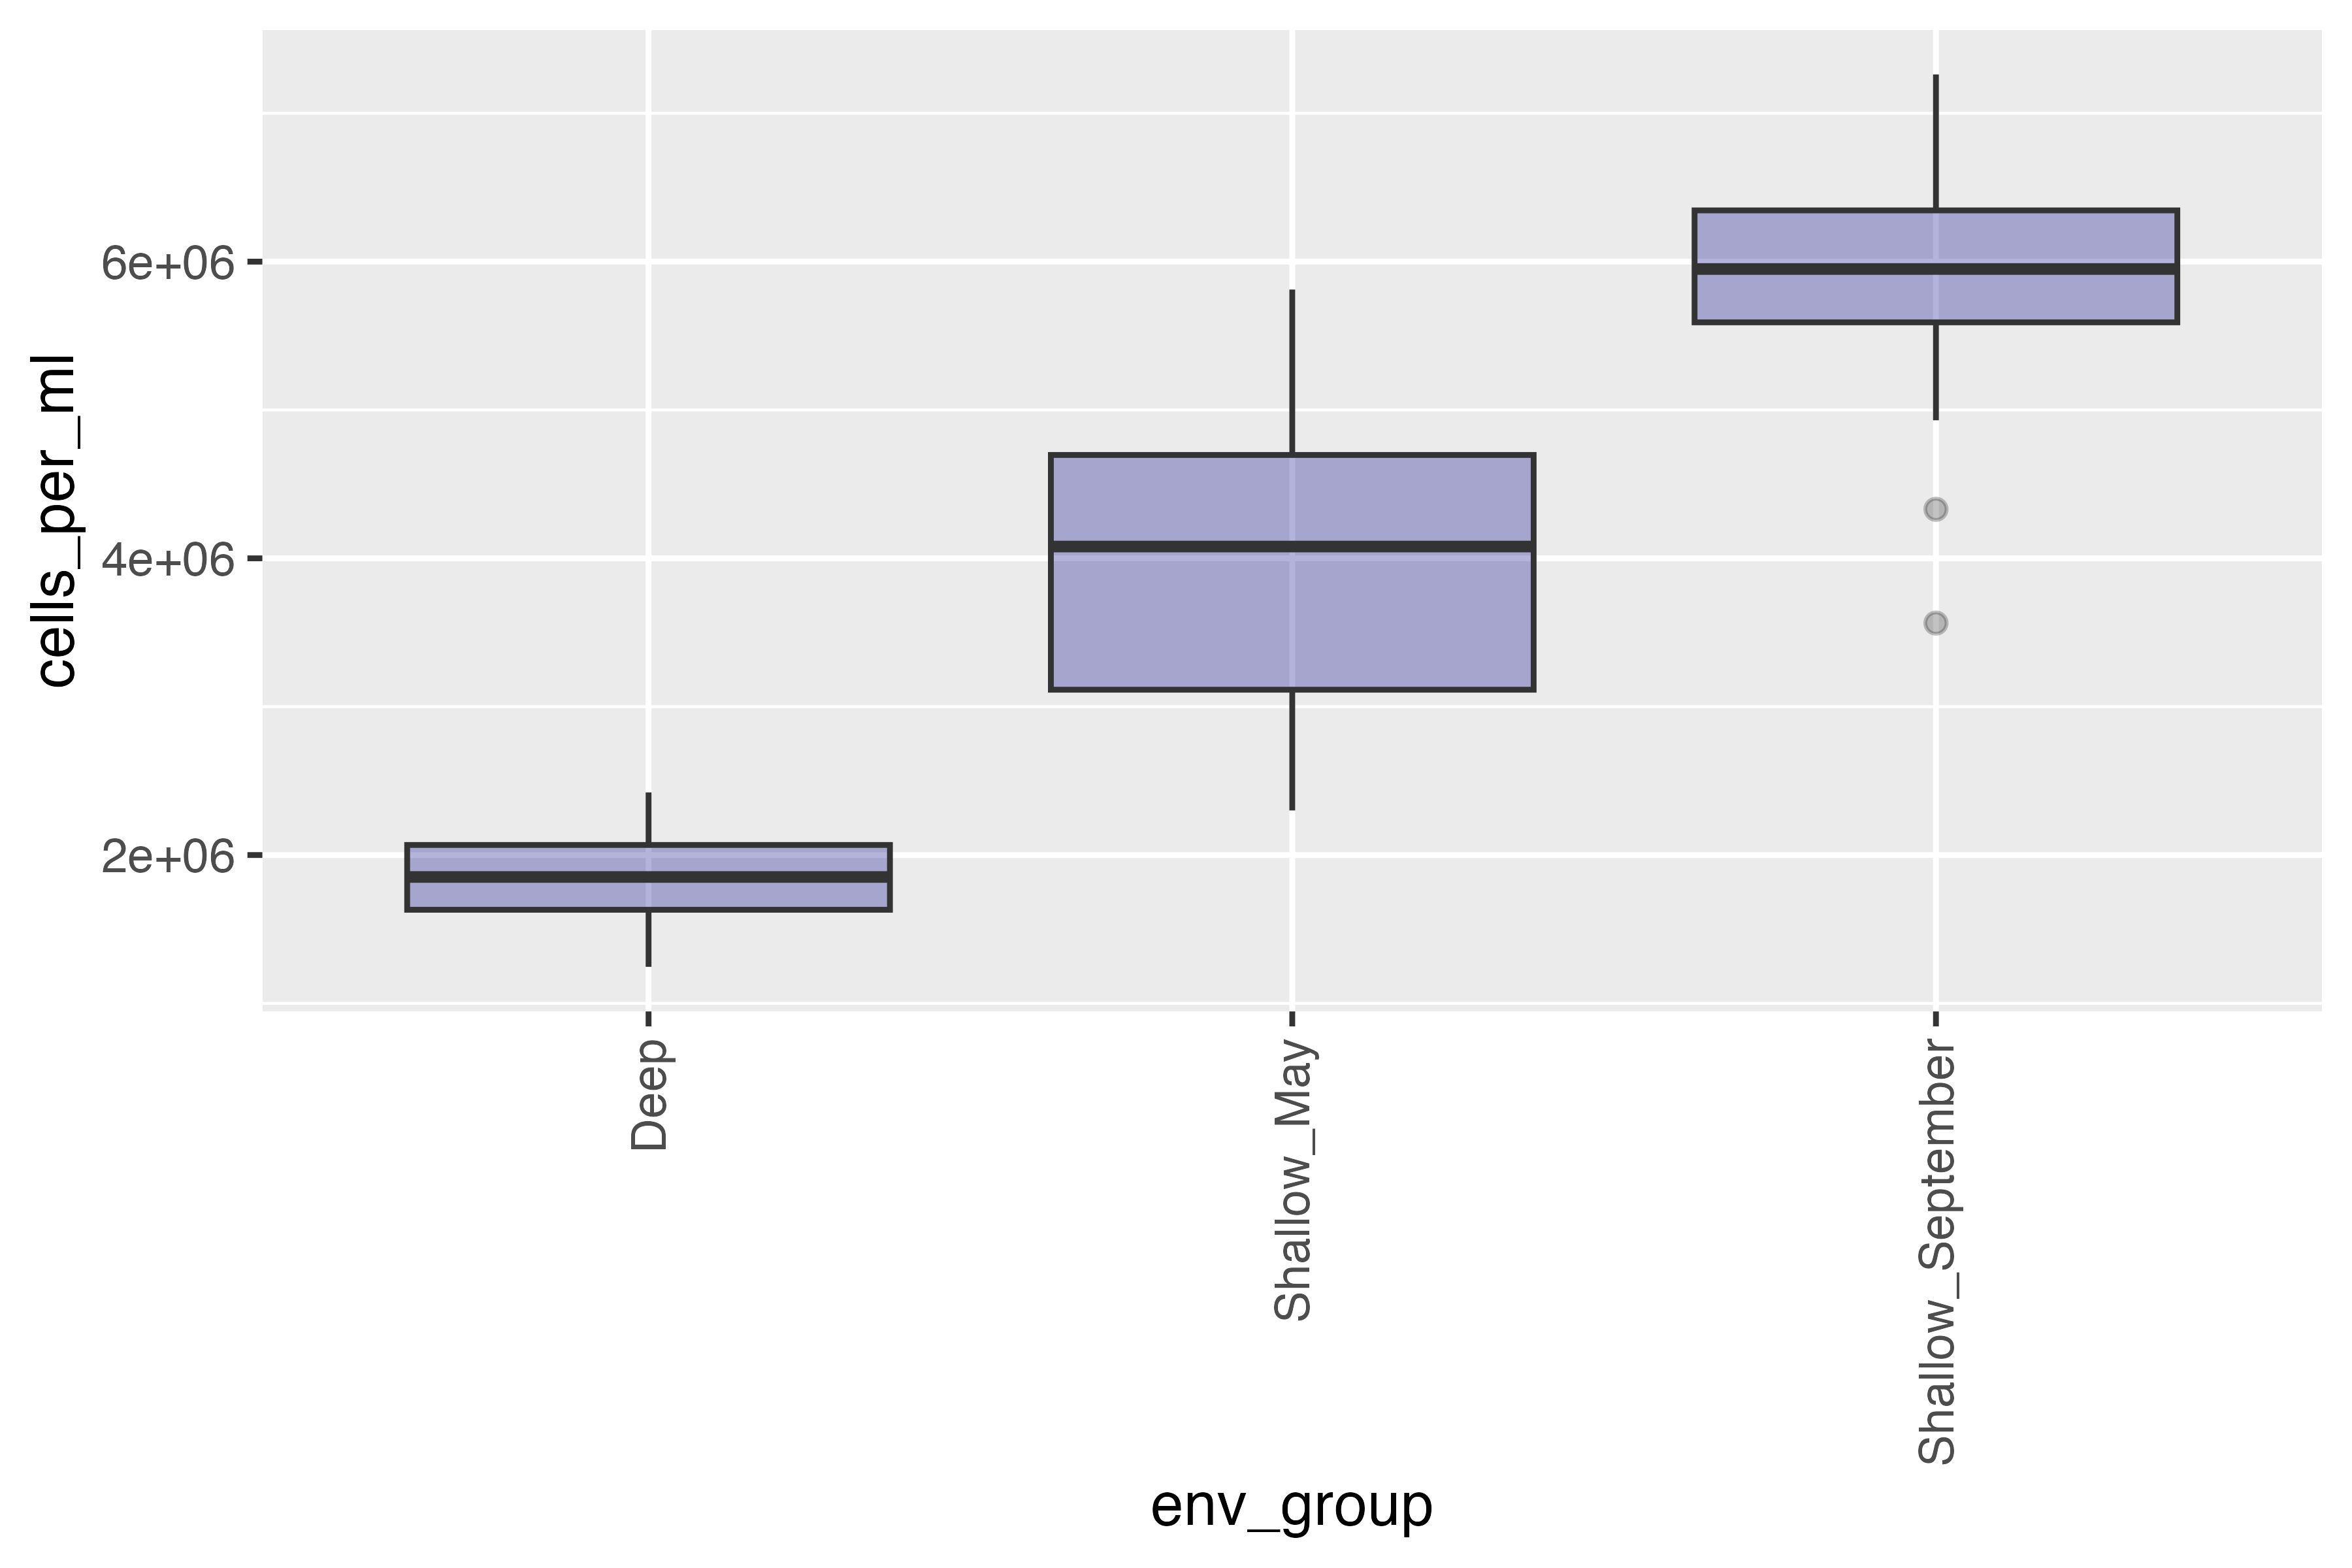 cells_per_ml
6e+06
4e+06
2e+06
Deep
Shallow_May
Shallow_September
env_group